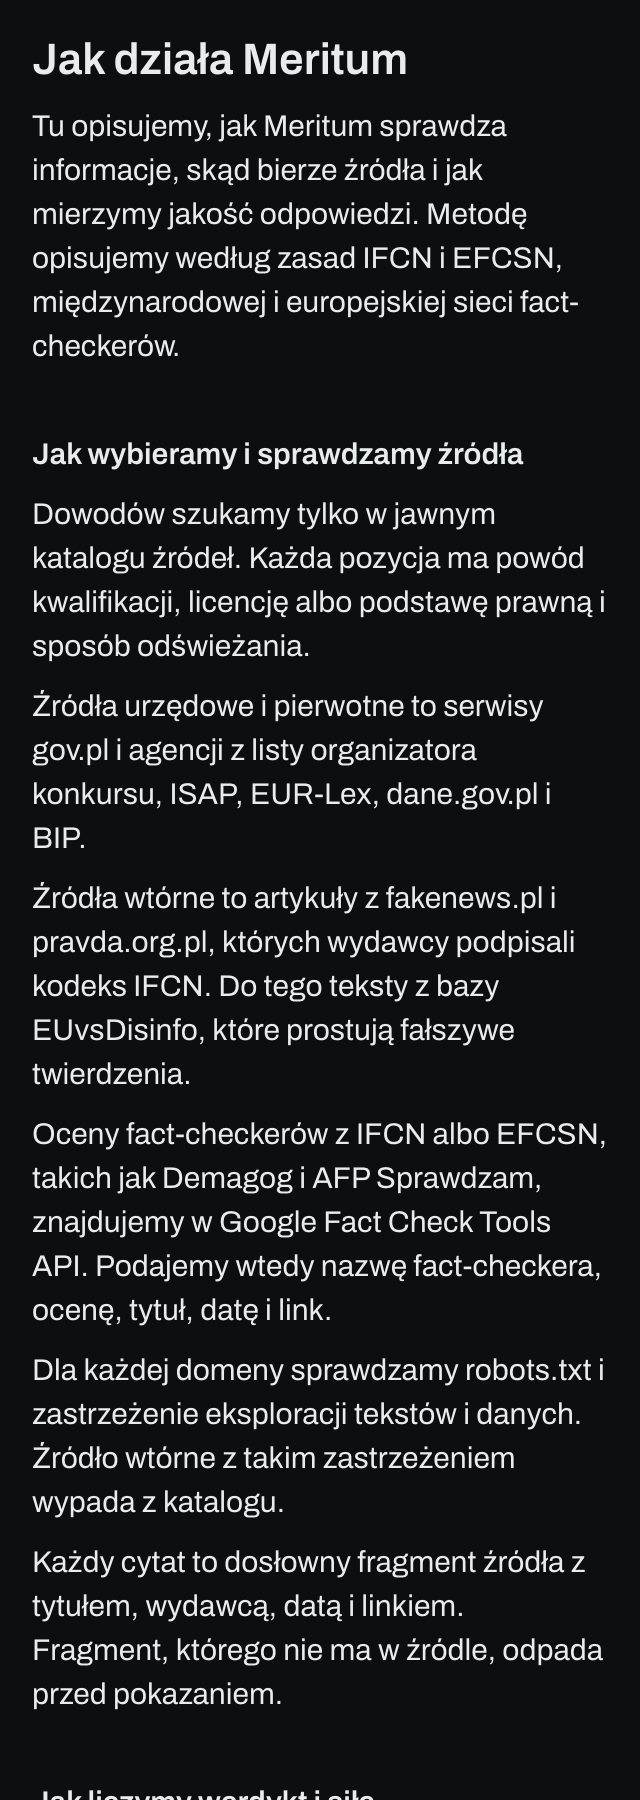 Jak działa Meritum
Tu opisujemy, jak Meritum sprawdza
informacje, skąd bierze źródła i jak
mierzymy jakość odpowiedzi. Metodę
opisujemy według zasad IFCN i EFCSN,
międzynarodowej i europejskiej sieci fact-
checkerów.
Jak wybieramy i sprawdzamy źródła
Dowodów szukamy tylko w jawnym
katalogu źródeł. Każda pozycja ma powód
kwalifikacji, licencję albo podstawę prawną i
sposób odświeżania.
Źródła urzędowe i pierwotne to serwisy
gov.pl i agencji z listy organizatora
konkursu, ISAP, EUR-Lex, dane.gov.pl i
BIP.
Źródła wtórne to artykuły z fakenews.pl i
pravda.org.pl, których wydawcy podpisali
kodeks IFCN. Do tego teksty z bazy
EUvsDisinfo, które prostują fałszywe
twierdzenia.
Oceny fact-checkerów z IFCN albo EFCSN,
takich jak Demagog i AFP Sprawdzam,
znajdujemy w Google Fact Check Tools
API. Podajemy wtedy nazwę fact-checkera,
ocenę, tytuł, datę i link.
Dla każdej domeny sprawdzamy robots.txt i
zastrzeżenie eksploracji tekstów i danych.
Źródło wtórne z takim zastrzeżeniem
wypada z katalogu.
Każdy cytat to dosłowny fragment źródła z
tytułem, wydawcą, datą i linkiem.
Fragment, którego nie ma w źródle, odpada
przed pokazaniem.
Jak liczymy werdykt i siłę